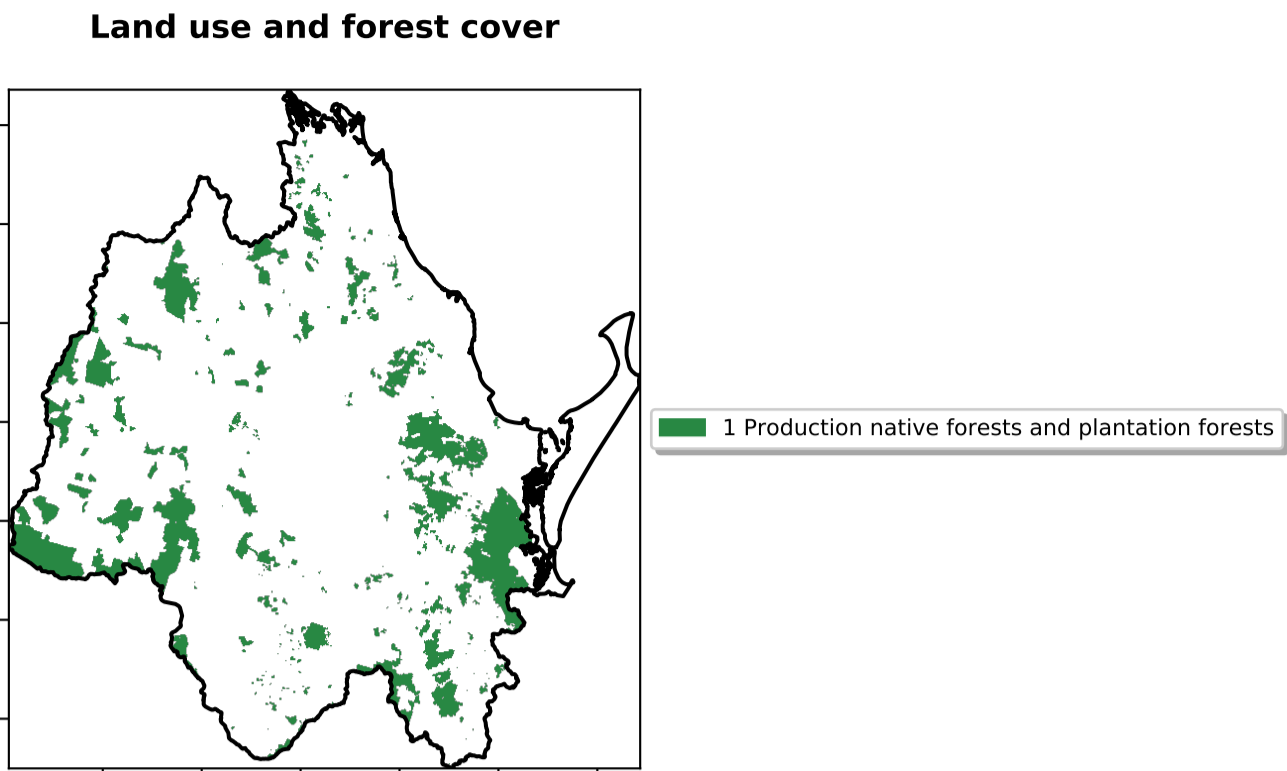 Land use and forest cover
1 Production native forests and plantation forests